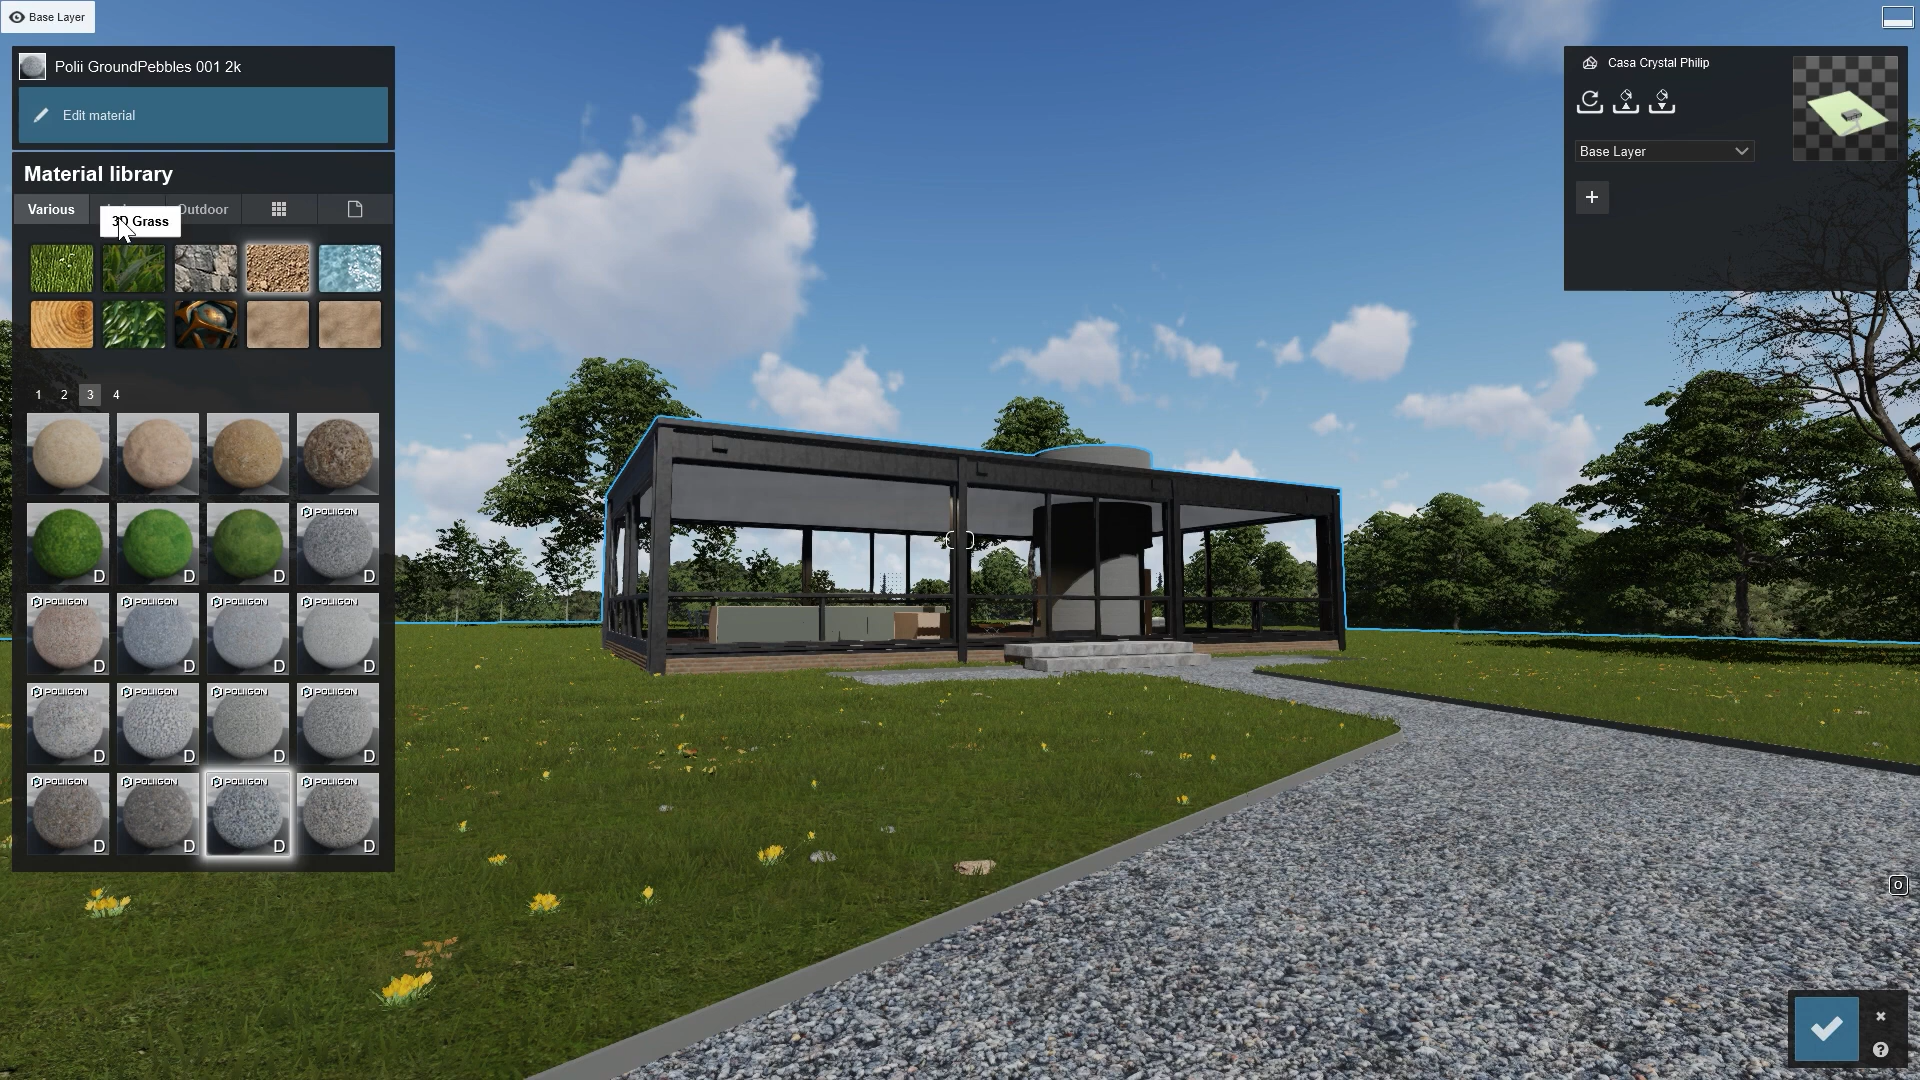 Base Layer
Polii GroundPebbles 001 2k
Edit material
Material library
Various
Outdoor
3D Grass
1 2 3 4
POLIIGON
D D D D
POLIIGON POLIIGON POLIIGON POLIIGON
D D D D
POLIIGON POLIIGON POLIIGON POLIIGON
D D D D
POLIIGON POLIIGON POLIIGON POLIIGON
D D D D
Casa Crystal Philip
Base Layer
+
O
?